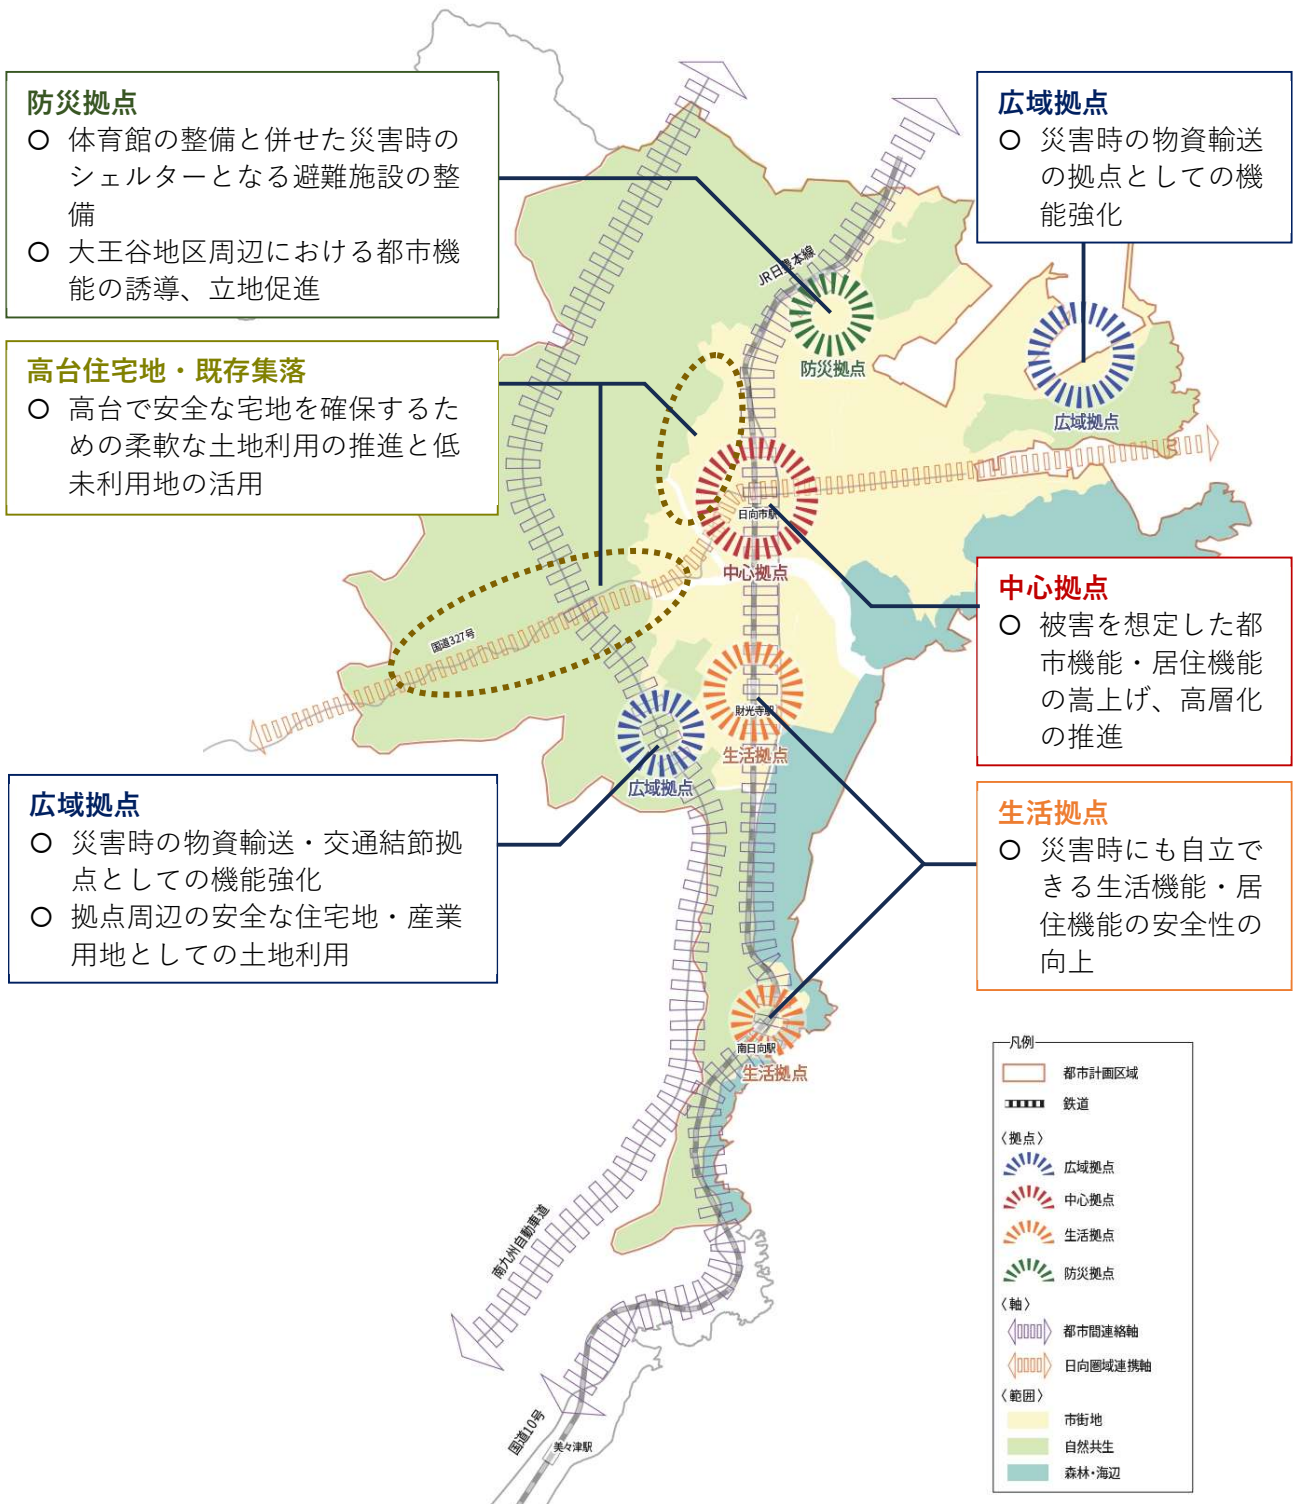 防災拠点
○ 体育館の整備と併せた災害時の
シェルターとなる避難施設の整
備
○ 大王谷地区周辺における都市機
能の誘導、立地促進
広域拠点
○ 災害時の物資輸送
の拠点としての機
能強化
高台住宅地・既存集落
○ 高台で安全な宅地を確保するた
めの柔軟な土地利用の推進と低
未利用地の活用
JR日豊本線
防災拠点
広域拠点
日向市駅
中心拠点
国道327号
財光寺駅
生活拠点
広域拠点
中心拠点
○ 被害を想定した都
市機能・居住機能
の嵩上げ、高層化
の推進
広域拠点
○ 災害時の物資輸送・交通結節拠
点としての機能強化
○ 拠点周辺の安全な住宅地・産業
用地としての土地利用
生活拠点
○ 災害時にも自立で
きる生活機能・居
住機能の安全性の
向上
南日向駅
生活拠点
南九州自動車道
国道10号
美々津駅
凡例
都市計画区域
鉄道
〈拠点〉
広域拠点
中心拠点
生活拠点
防災拠点
〈軸〉
都市間連絡軸
日向圏域連携軸
〈範囲〉
市街地
自然共生
森林・海辺